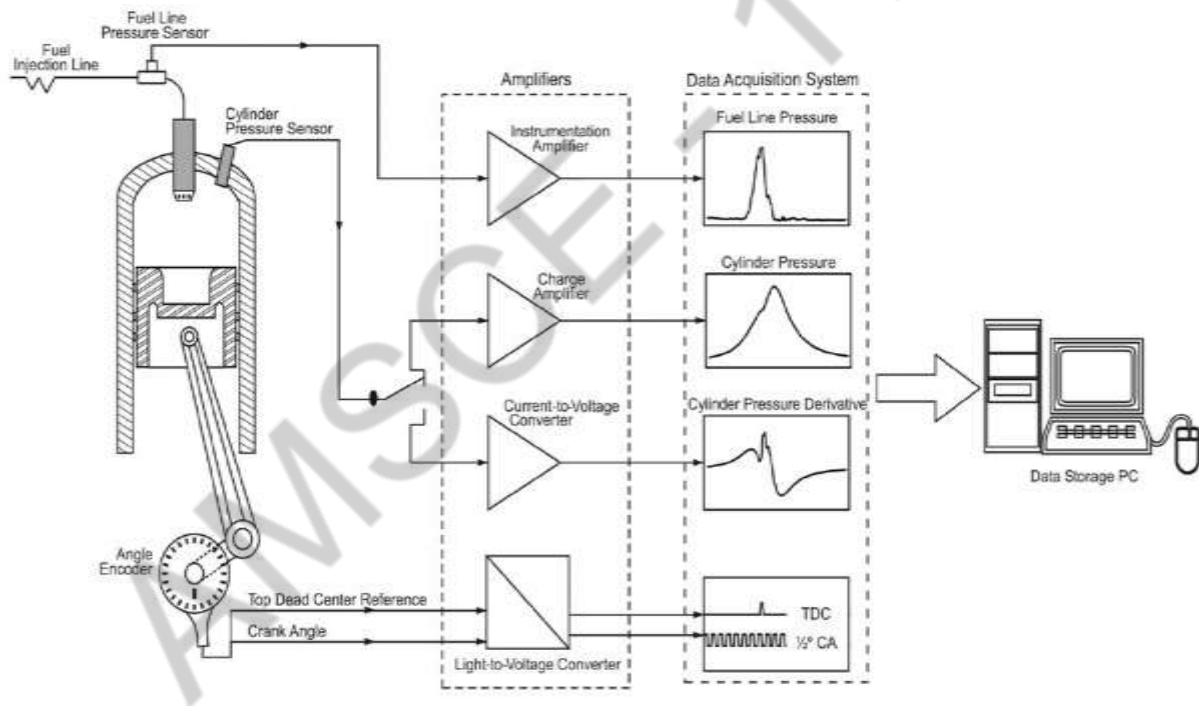 Fuel Line
Pressure Sensor
Fuel
Injection Line
Cylinder
Pressure Sensor
Amplifiers
Data Acquisition System
Instrumentation
Amplifier
Fuel Line Pressure
Charge
Amplifier
Cylinder Pressure
Current-to-Voltage
Converter
Cylinder Pressure Derivative
Data Storage PC
Angle
Encoder
Top Dead Center Reference
Crank Angle
Light-to-Voltage Converter
TDC
½° CA
AMSCE - 1